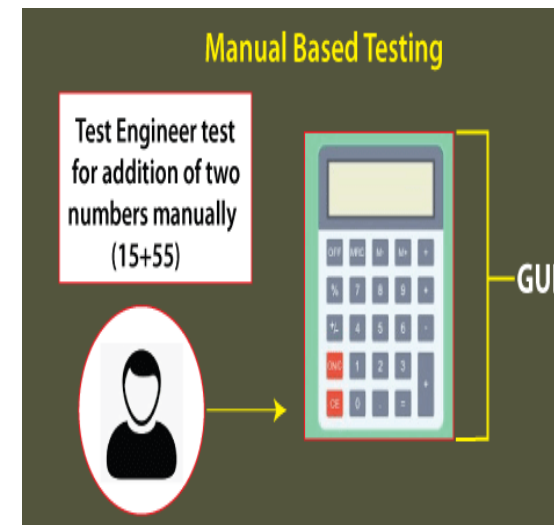 Manual Based Testing
Test Engineer test
for addition of two
numbers manually
(15+55)
GUI
OFF MRC M- M+ ÷
% 7 8 9
+/- 4 5 6 -
ON/C 1 2 3 +
CE 0 . =